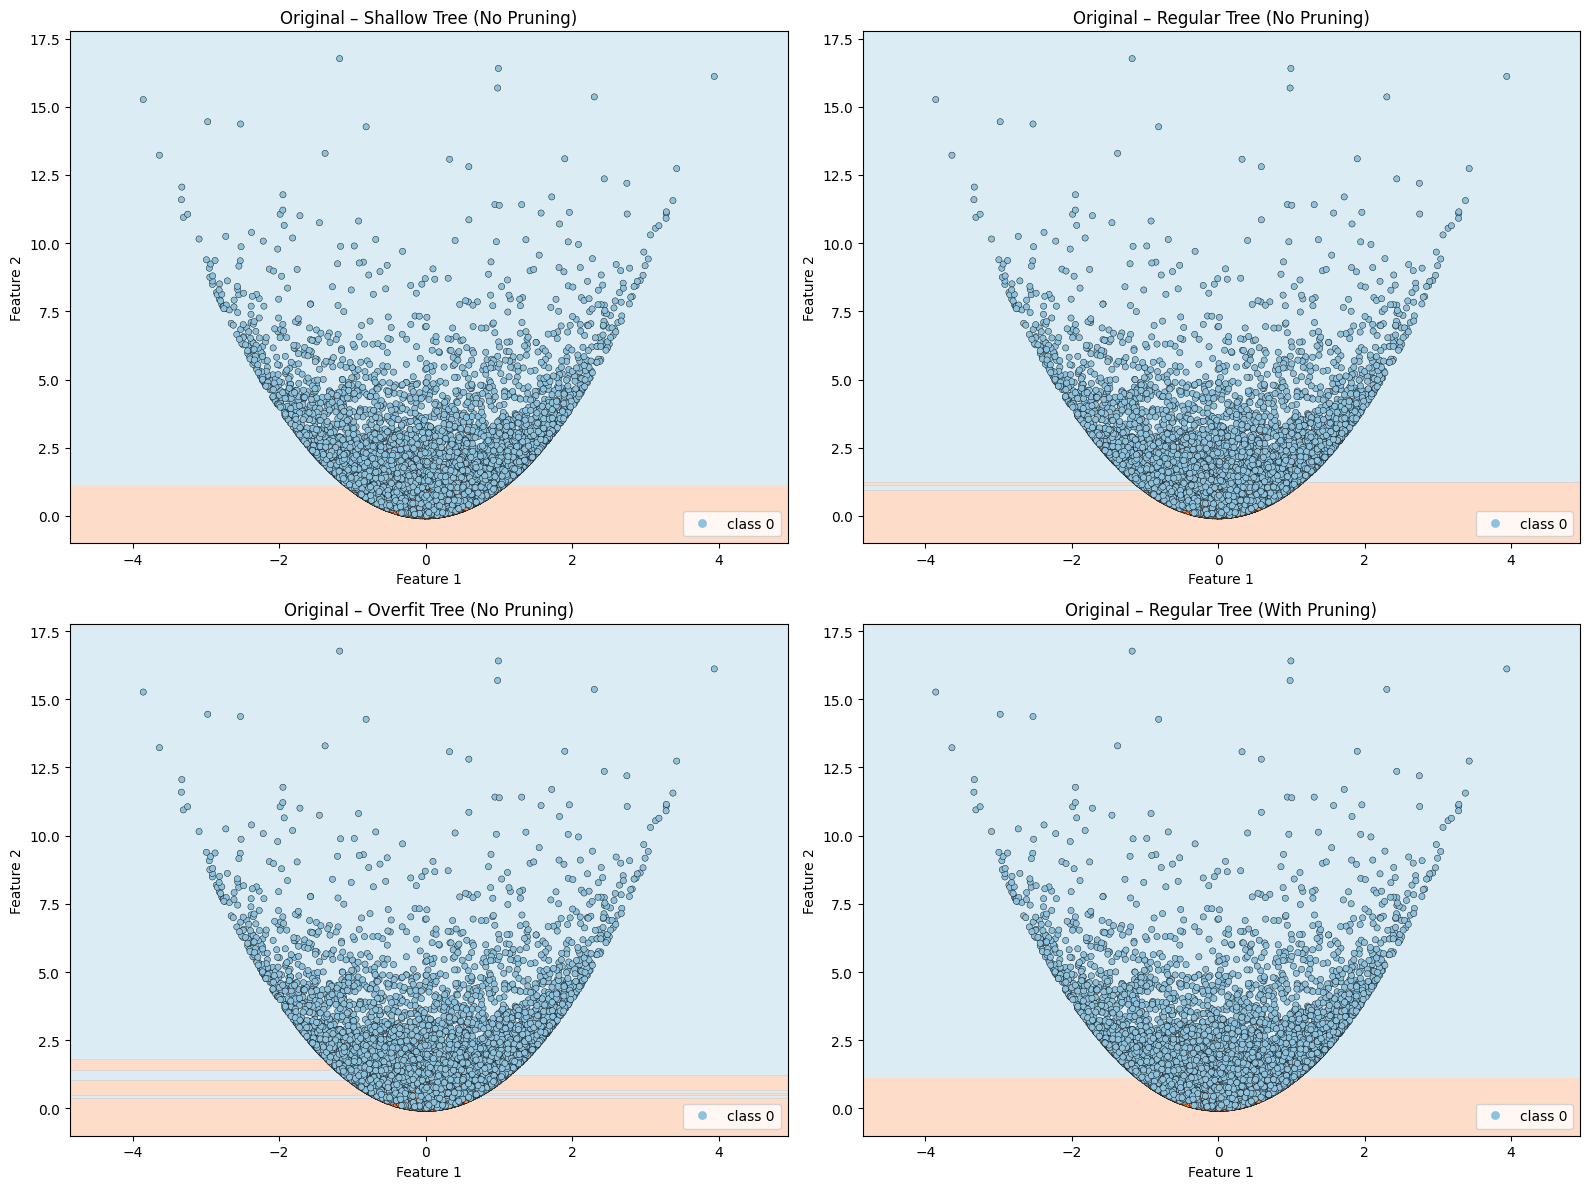 Original – Shallow Tree (No Pruning)
17.5
15.0
12.5
10.0
7.5
5.0
2.5
0.0
Feature 2
class 0
−4 −2 0 2 4
Feature 1
Original – Regular Tree (No Pruning)
17.5
15.0
12.5
10.0
7.5
5.0
2.5
0.0
Feature 2
class 0
−4 −2 0 2 4
Feature 1
Original – Overfit Tree (No Pruning)
17.5
15.0
12.5
10.0
7.5
5.0
2.5
0.0
Feature 2
class 0
−4 −2 0 2 4
Feature 1
Original – Regular Tree (With Pruning)
17.5
15.0
12.5
10.0
7.5
5.0
2.5
0.0
Feature 2
class 0
−4 −2 0 2 4
Feature 1